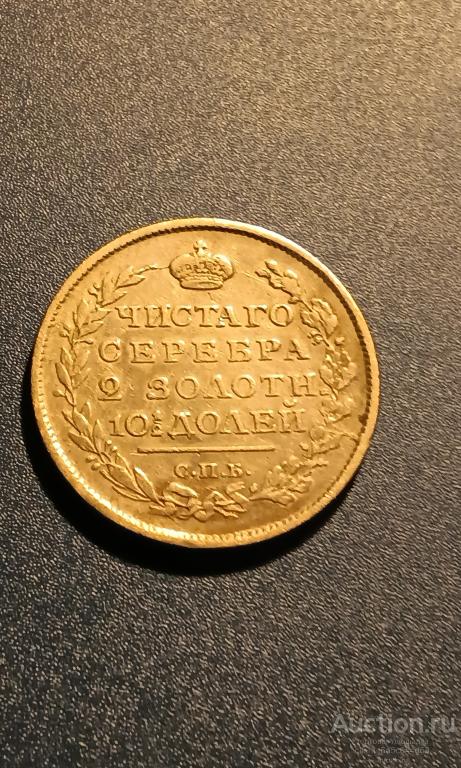 ЧИСТАГО
СЕРЕБРА
2 ЗОЛОТН
10½ ДОЛЕЙ
С.П.Б.
Auction.ru